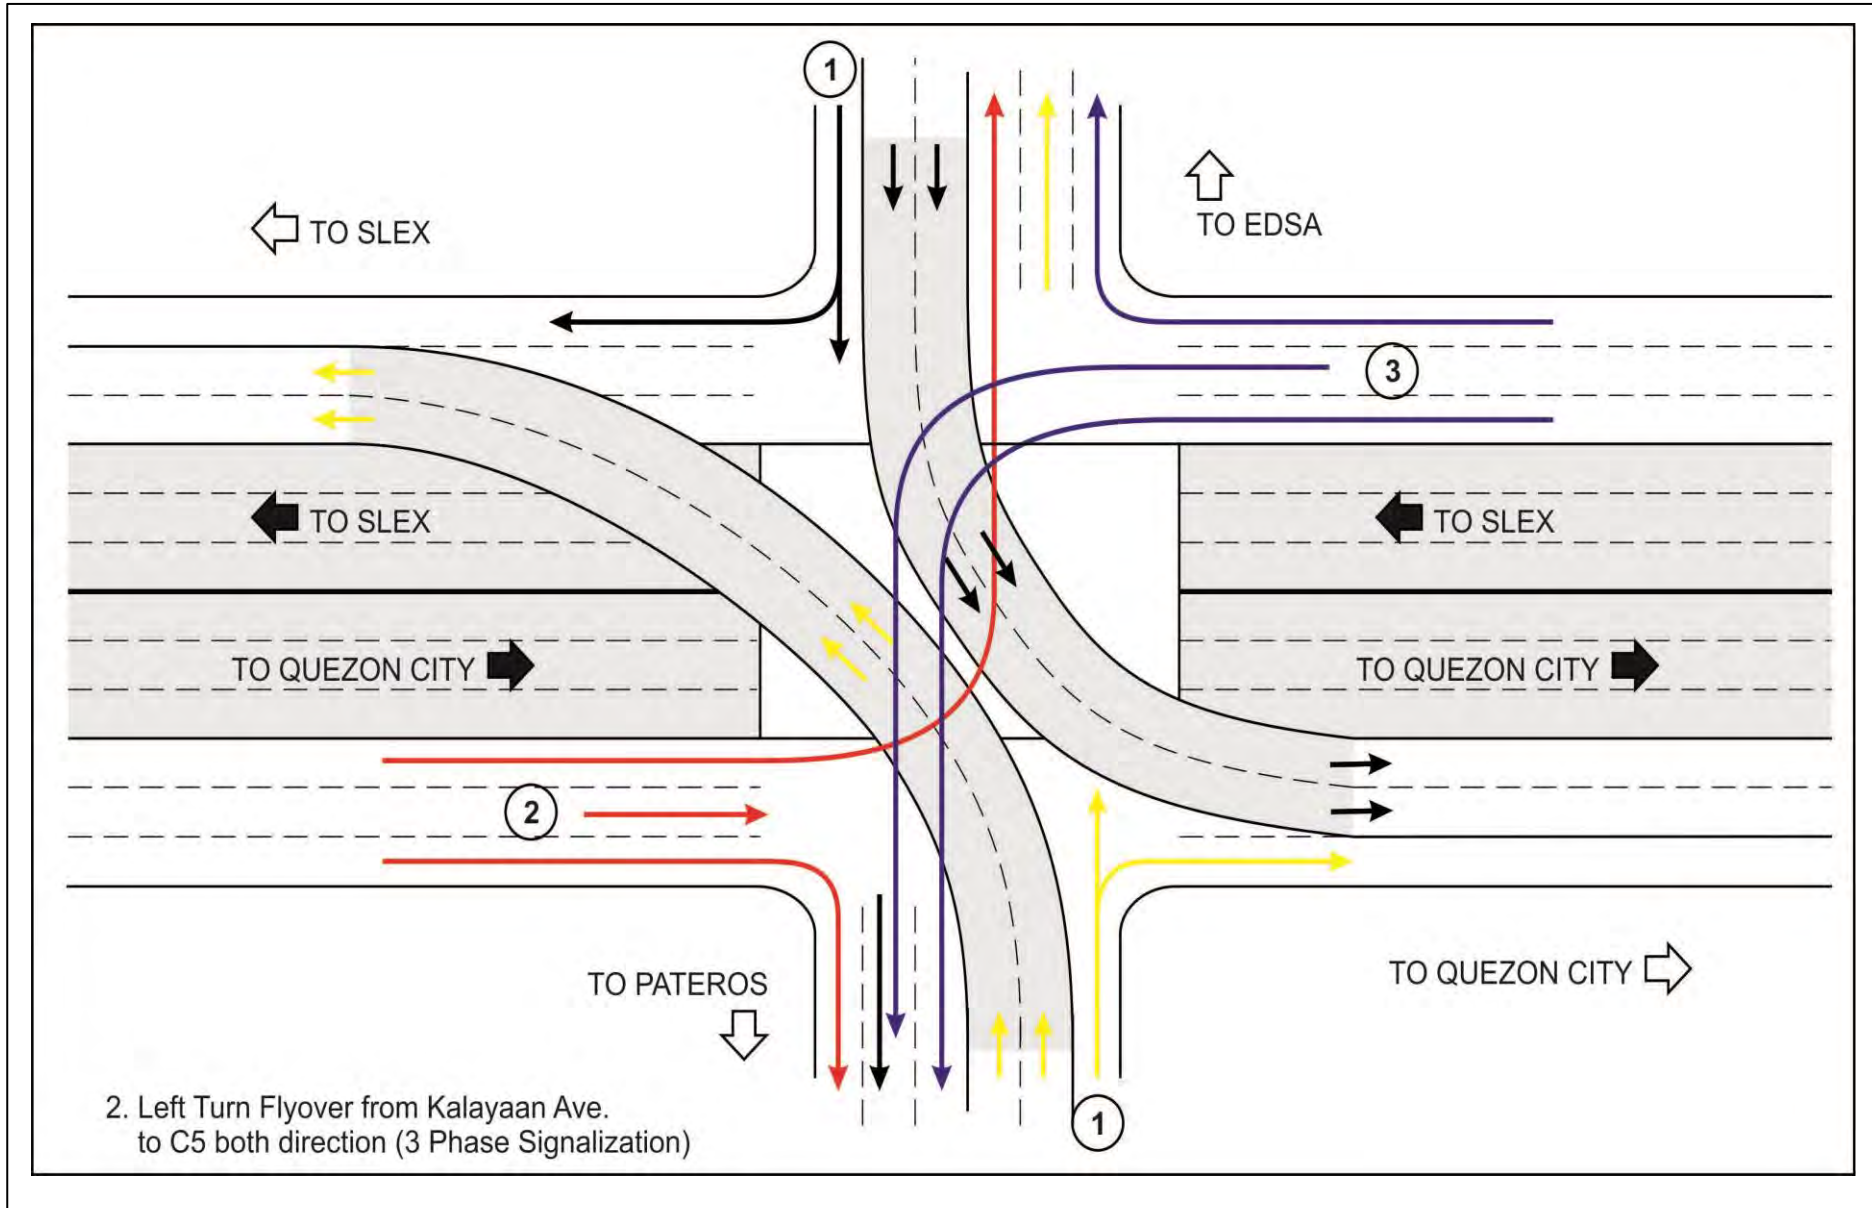 1
TO SLEX
TO EDSA
3
TO SLEX
TO SLEX
TO QUEZON CITY
TO QUEZON CITY
2
TO PATEROS
TO QUEZON CITY
1
2. Left Turn Flyover from Kalayaan Ave.
to C5 both direction (3 Phase Signalization)